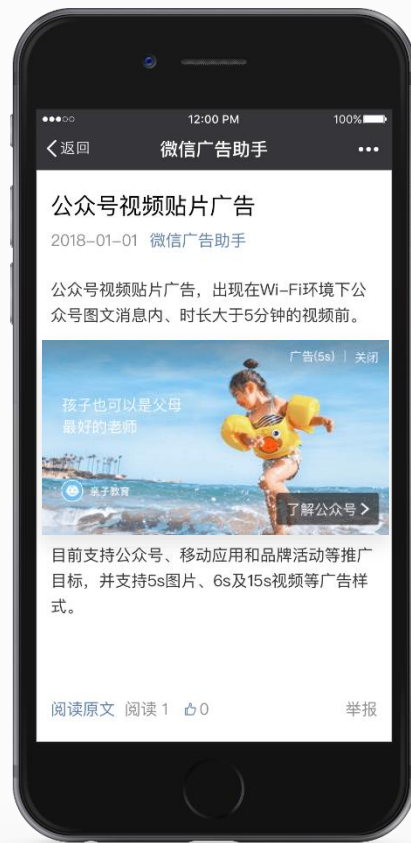 12:00 PM
100%
返回
微信广告助手
公众号视频贴片广告
2018-01-01 微信广告助手
公众号视频贴片广告，出现在Wi-Fi环境下公
众号图文消息内、时长大于5分钟的视频前。
广告(5s) | 关闭
孩子也可以是父母
最好的老师
亲子教育
了解公众号
目前支持公众号、移动应用和品牌活动等推广
目标，并支持5s图片、6s及15s视频等广告样
式。
阅读原文 阅读 1 0
举报